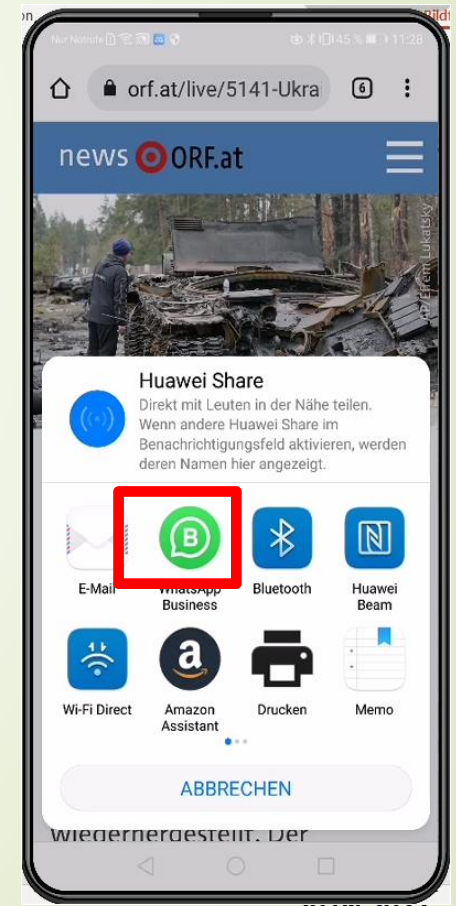 Nur Notrufe
45 %
11:28
orf.at/live/5141-Ukra
6
news ORF.at
Efrem Lukatsky
Huawei Share
Direkt mit Leuten in der Nähe teilen.
Wenn andere Huawei Share im
Benachrichtigungsfeld aktivieren, werden
deren Namen hier angezeigt.
B
E-Mail
WhatsApp
Business
Bluetooth
Huawei
Beam
N
a
Wi-Fi Direct
Amazon
Assistant
Drucken
Memo
ABBRECHEN
wiederhergestellt. Der